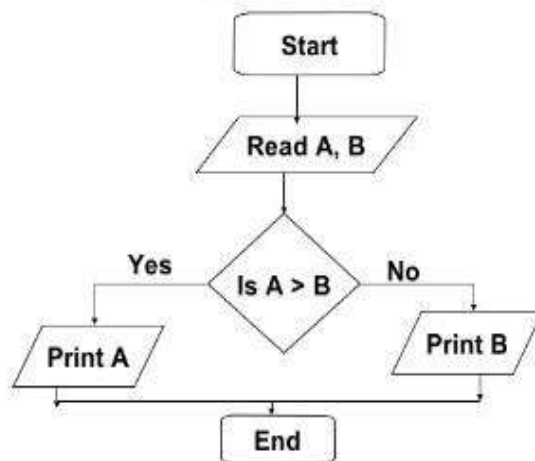 Start
Read A, B
Yes
Is A > B
No
Print A
Print B
End